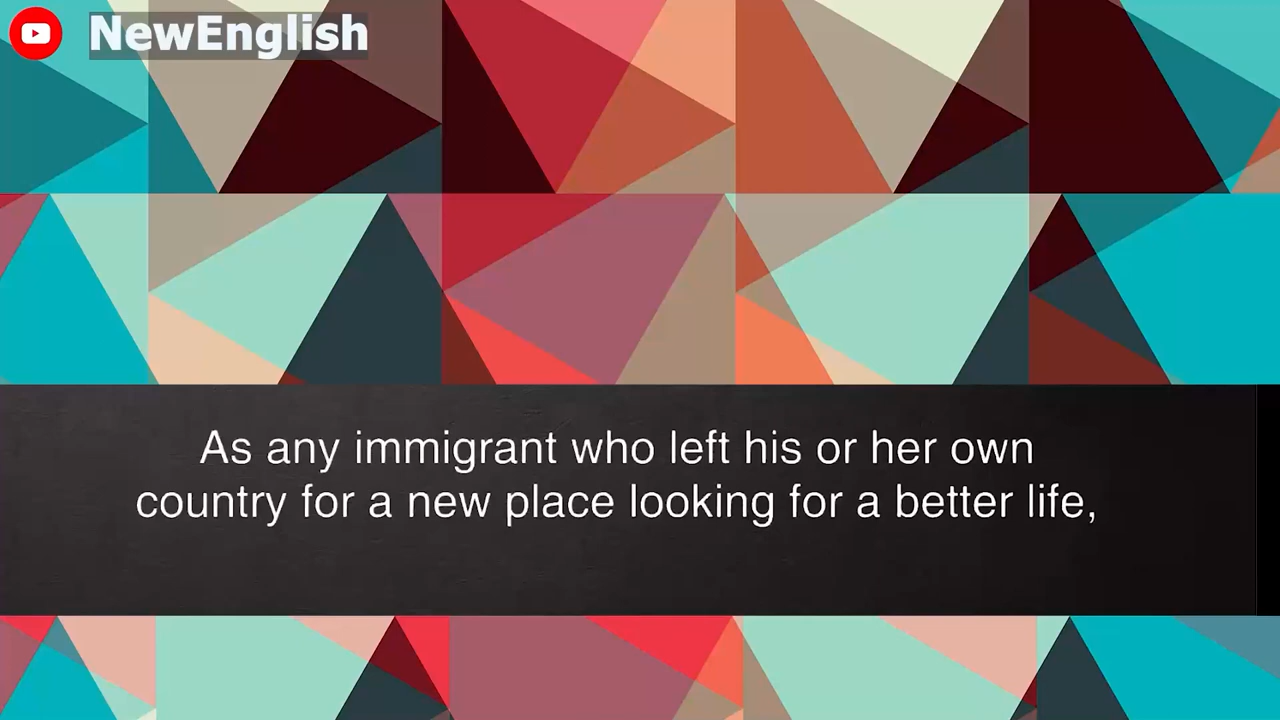 NewEnglish
As any immigrant who left his or her own
country for a new place looking for a better life,